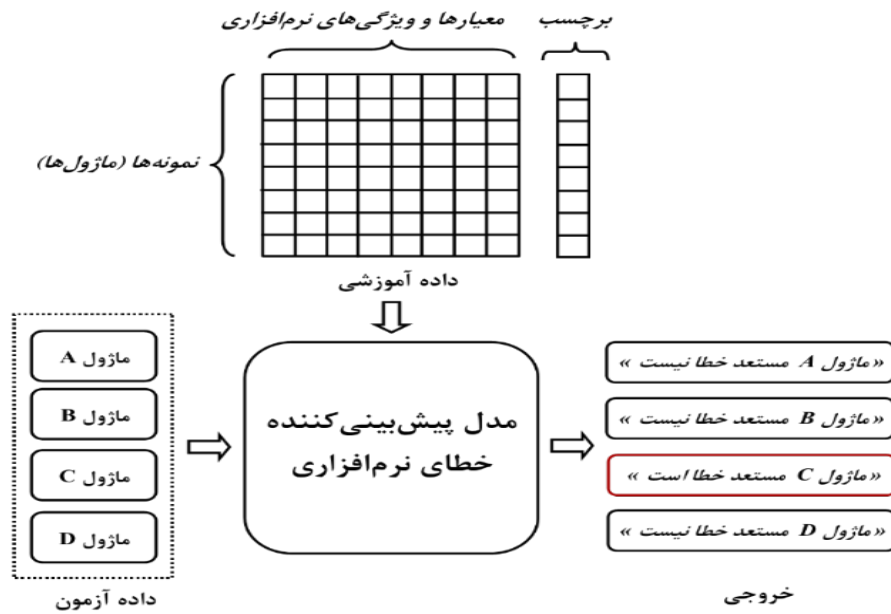 معیارها و ویژگی‌های نرم‌افزاری
برچسب
نمونه‌ها (ماژول‌ها)
داده آموزشی
ماژول A
ماژول B
ماژول C
ماژول D
داده آزمون
مدل پیش‌بینی‌کننده
خطای نرم‌افزاری
«ماژول A مستعد خطا نیست »
«ماژول B مستعد خطا نیست »
«ماژول C مستعد خطا است »
«ماژول D مستعد خطا نیست »
خروجی